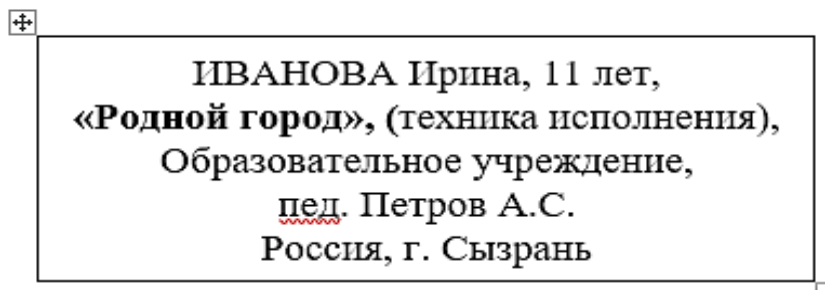 ИВАНОВА Ирина, 11 лет,
«Родной город», (техника исполнения),
Образовательное учреждение,
пед. Петров А.С.
Россия, г. Сызрань